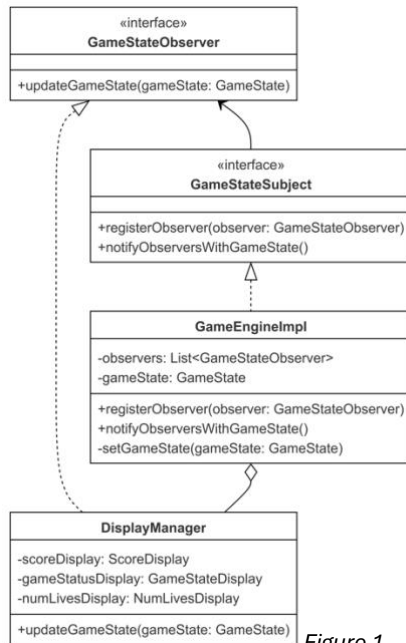 «interface»
GameStateObserver
+updateGameState(gameState: GameState)
«interface»
GameStateSubject
+registerObserver(observer: GameStateObserver)
+notifyObserversWithGameState()
GameEngineImpl
-observers: List<GameStateObserver>
-gameState: GameState
+registerObserver(observer: GameStateObserver)
+notifyObserversWithGameState()
-setGameState(gameState: GameState)
DisplayManager
-scoreDisplay: ScoreDisplay
-gameStatusDisplay: GameStateDisplay
-numLivesDisplay: NumLivesDisplay
+updateGameState(gameState: GameState)
Figure 1